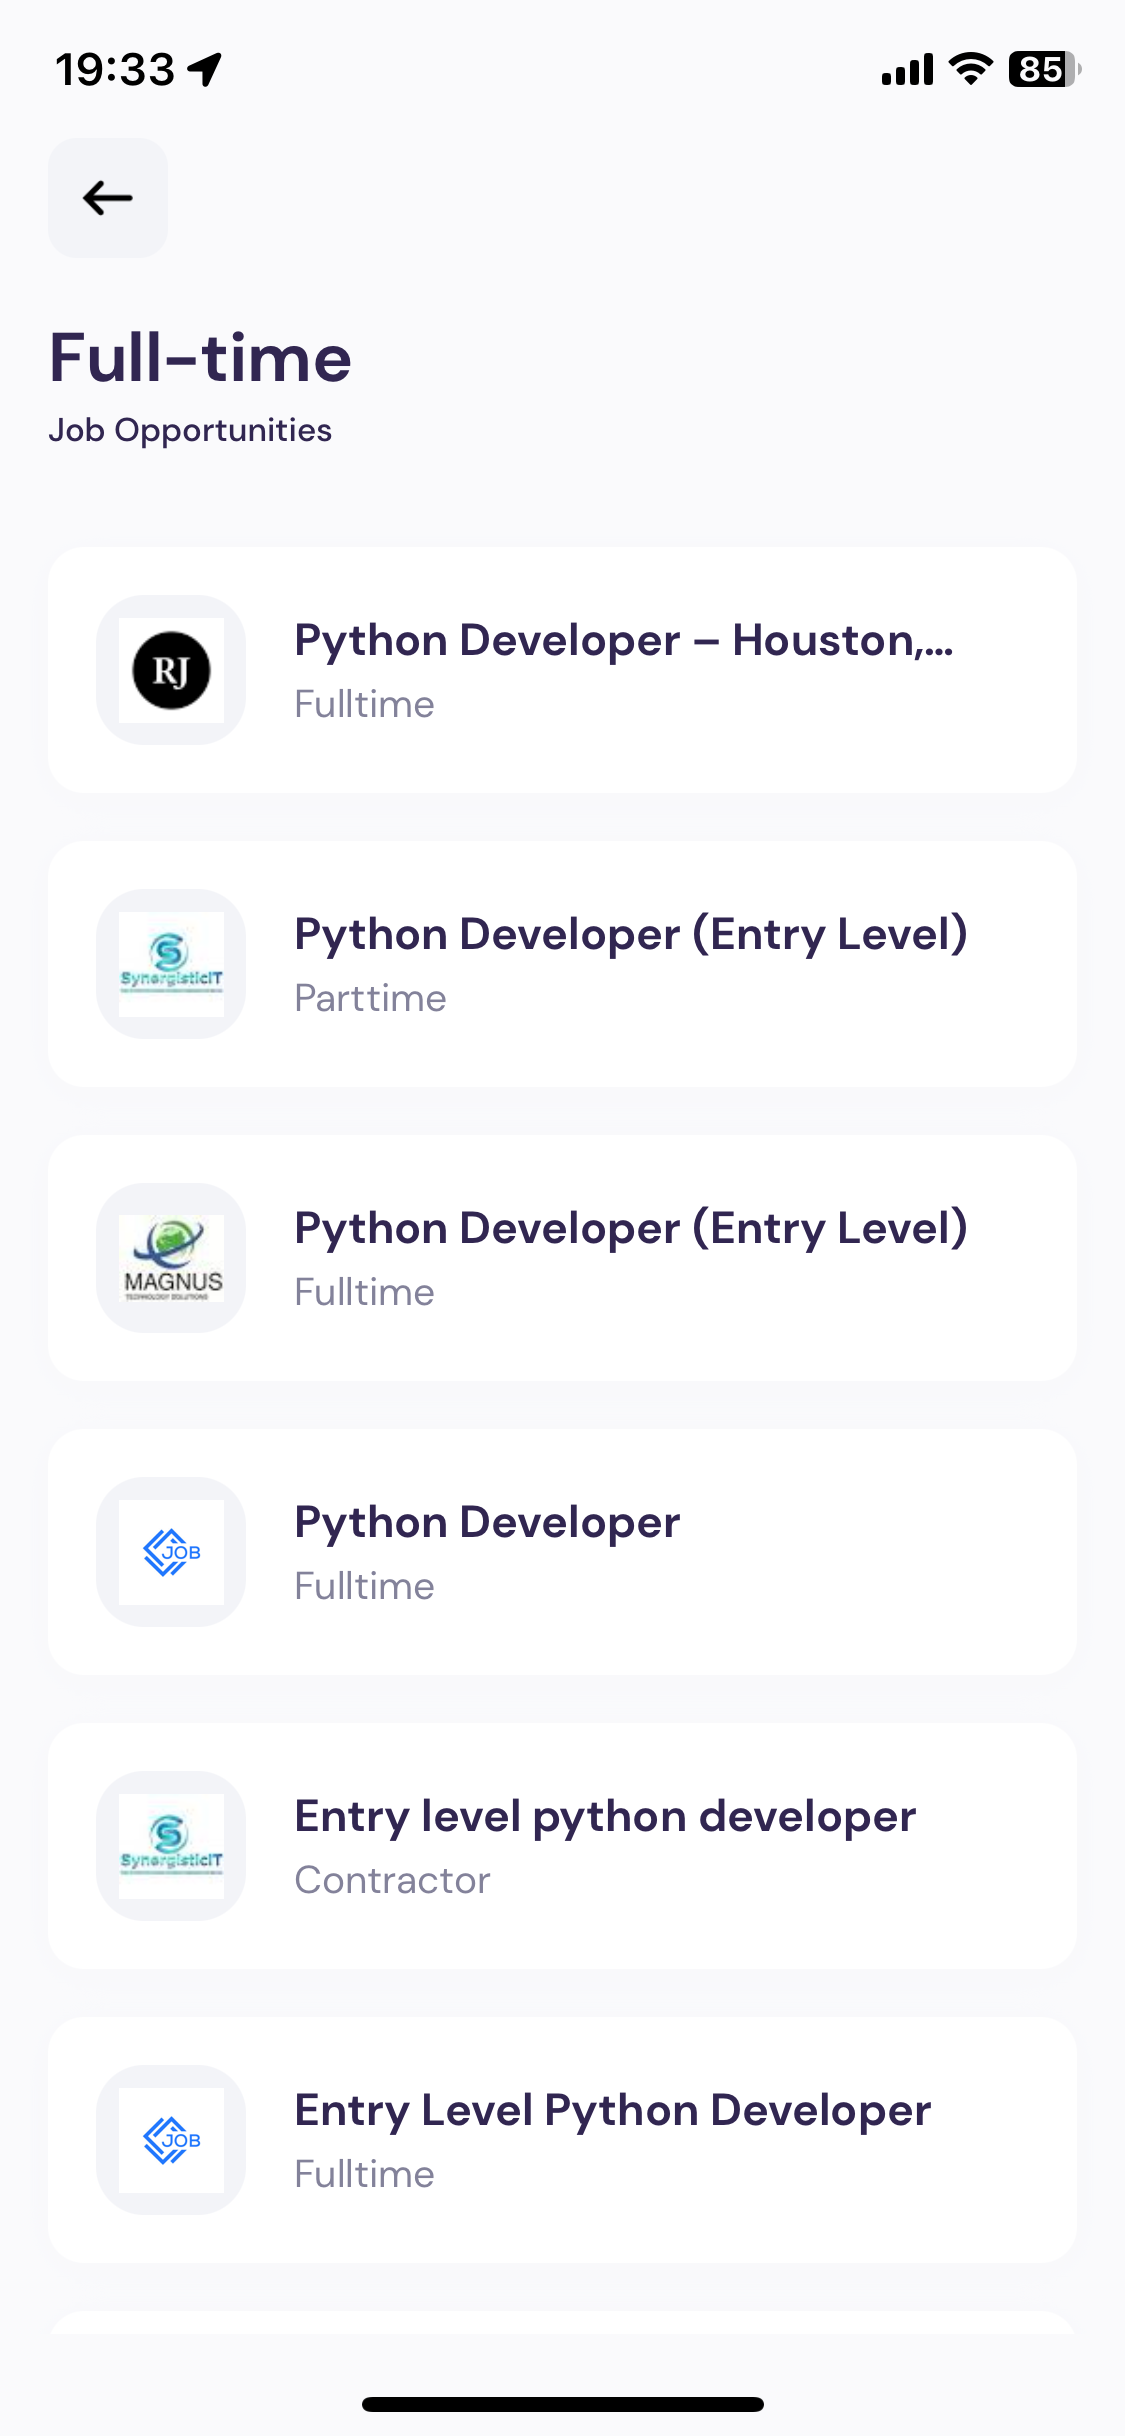 19:33
85
Full-time
Job Opportunities
RJ
Python Developer – Houston,...
Fulltime
SynergisticIT
Python Developer (Entry Level)
Parttime
MAGNUS
TECHNOLOGY SOLUTIONS
Python Developer (Entry Level)
Fulltime
JOB
Python Developer
Fulltime
SynergisticIT
Entry level python developer
Contractor
JOB
Entry Level Python Developer
Fulltime